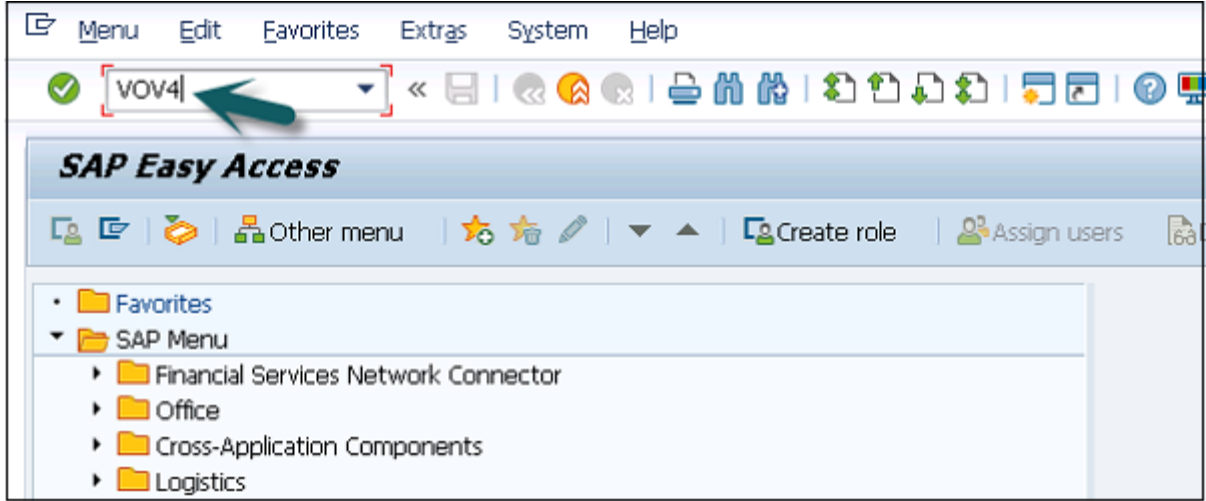 Menu Edit Favorites Extras System Help
VOV4
SAP Easy Access
Other menu Create role Assign users
Favorites
SAP Menu
Financial Services Network Connector
Office
Cross-Application Components
Logistics